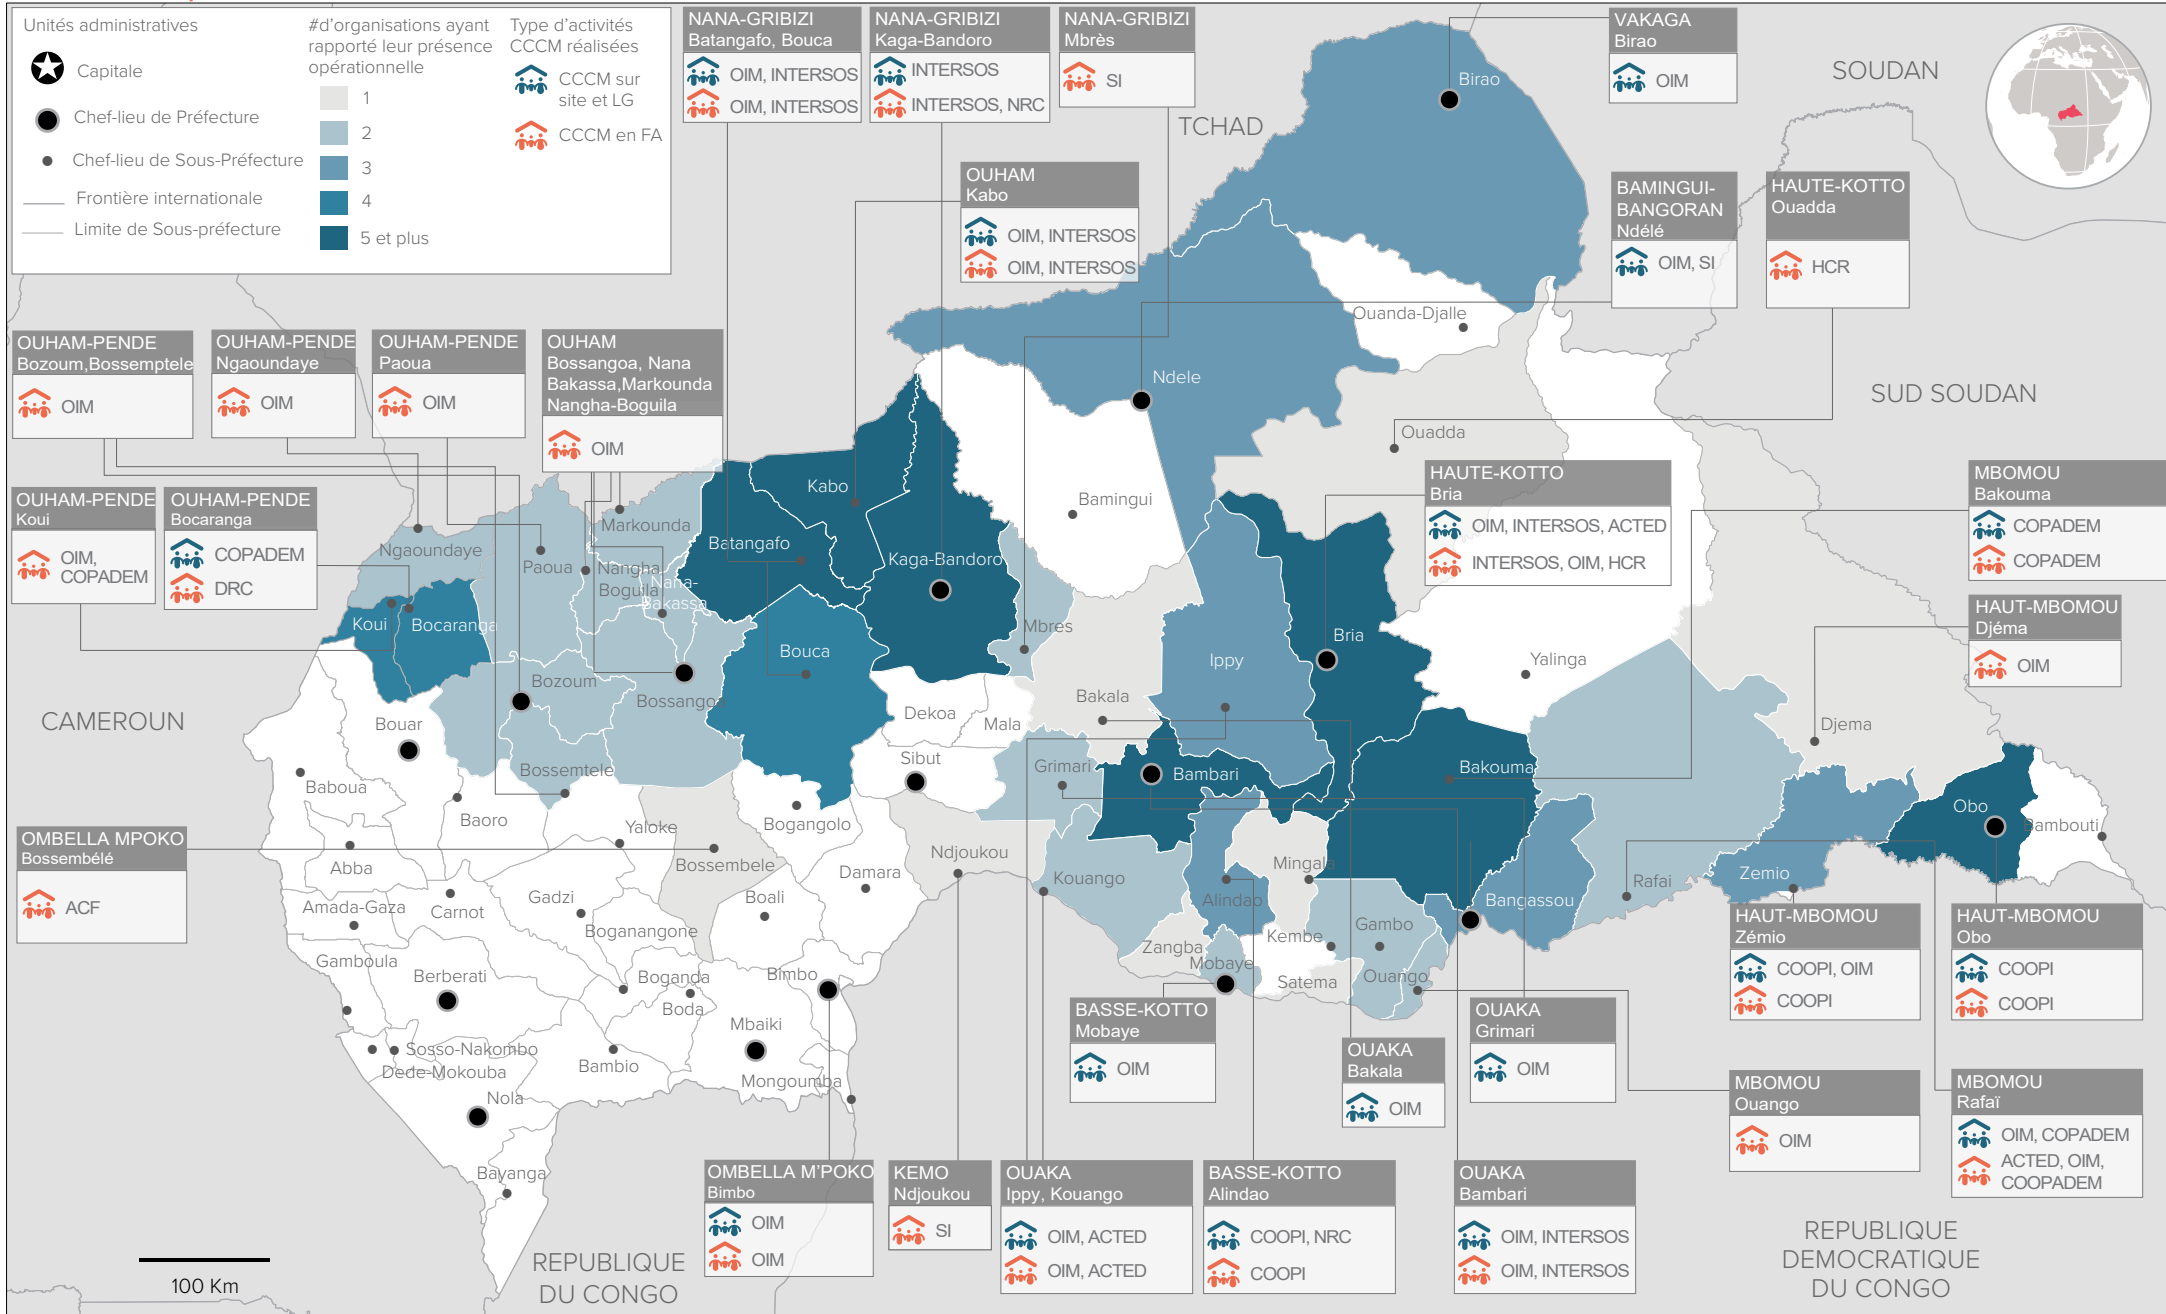 Unités administratives
Capitale
Chef-lieu de Préfecture
Chef-lieu de Sous-Préfecture
Frontière internationale
Limite de Sous-préfecture
#d'organisations ayant
rapporté leur présence
opérationnelle
1
2
3
4
5 et plus
Type d'activités
CCCM réalisées
CCCM sur
site et LG
CCCM en FA
NANA-GRIBIZI
Batangafo, Bouca
OIM, INTERSOS
OIM, INTERSOS
NANA-GRIBIZI
Kaga-Bandoro
INTERSOS
INTERSOS, NRC
NANA-GRIBIZI
Mbrès
SI
VAKAGA
Birao
OIM
OUHAM
Kabo
OIM, INTERSOS
OIM, INTERSOS
BAMINGUI-
BANGORAN
Ndélé
OIM, SI
HAUTE-KOTTO
Ouadda
HCR
OUHAM-PENDE
Bozoum,Bossemptele
OIM
OUHAM-PENDE
Ngaoundaye
OIM
OUHAM-PENDE
Paoua
OIM
OUHAM
Bossangoa, Nana
Bakassa,Markounda
Nangha-Boguila
OIM
OUHAM-PENDE
Koui
OIM,
COPADEM
OUHAM-PENDE
Bocaranga
COPADEM
DRC
HAUTE-KOTTO
Bria
OIM, INTERSOS, ACTED
INTERSOS, OIM, HCR
MBOMOU
Bakouma
COPADEM
COPADEM
HAUT-MBOMOU
Djéma
OIM
OMBELLA MPOKO
Bossembélé
ACF
HAUT-MBOMOU
Zémio
COOPI, OIM
COOPI
HAUT-MBOMOU
Obo
COOPI
COOPI
BASSE-KOTTO
Mobaye
OIM
OUAKA
Bakala
OIM
OUAKA
Grimari
OIM
MBOMOU
Ouango
OIM
MBOMOU
Rafaï
OIM, COPADEM
ACTED, OIM,
COOPADEM
OMBELLA M'POKO
Bimbo
OIM
OIM
KEMO
Ndjoukou
SI
OUAKA
Ippy, Kouango
OIM, ACTED
OIM, ACTED
BASSE-KOTTO
Alindao
COOPI, NRC
COOPI
OUAKA
Bambari
OIM, INTERSOS
OIM, INTERSOS
TCHAD
SOUDAN
SUD SOUDAN
CAMEROUN
REPUBLIQUE
DU CONGO
REPUBLIQUE
DEMOCRATIQUE
DU CONGO
Birao
Ouanda-Djalle
Ndele
Ouadda
Bamingui
Kabo
Markounda
Batangafo
Kaga-Bandoro
Ngaoundaye
Paoua
Nangha
Boguila
Nana-
Bakassa
Koui
Bocaranga
Mbres
Bouca
Ippy
Bria
Yalinga
Bozoum
Bossangoa
Bakala
Dekoa
Mala
Bouar
Djema
Sibut
Grimari
Bambari
Bakouma
Bossemtele
Baboua
Baoro
Bogangolo
Yaloke
Obo
Bambouti
Abba
Bossembele
Ndjoukou
Damara
Mingala
Kouango
Rafai
Zemio
Amada-Gaza
Carnot
Gadzi
Boali
Alindao
Bangassou
Boganangone
Gambo
Kembe
Zangba
Mobaye
Gamboula
Berberati
Boganda
Bimbo
Satema
Ouango
Boda
Mbaiki
Sosso-Nakombo
Dede-Mokouba
Bambio
Mongoumba
Nola
Bayanga
100 Km